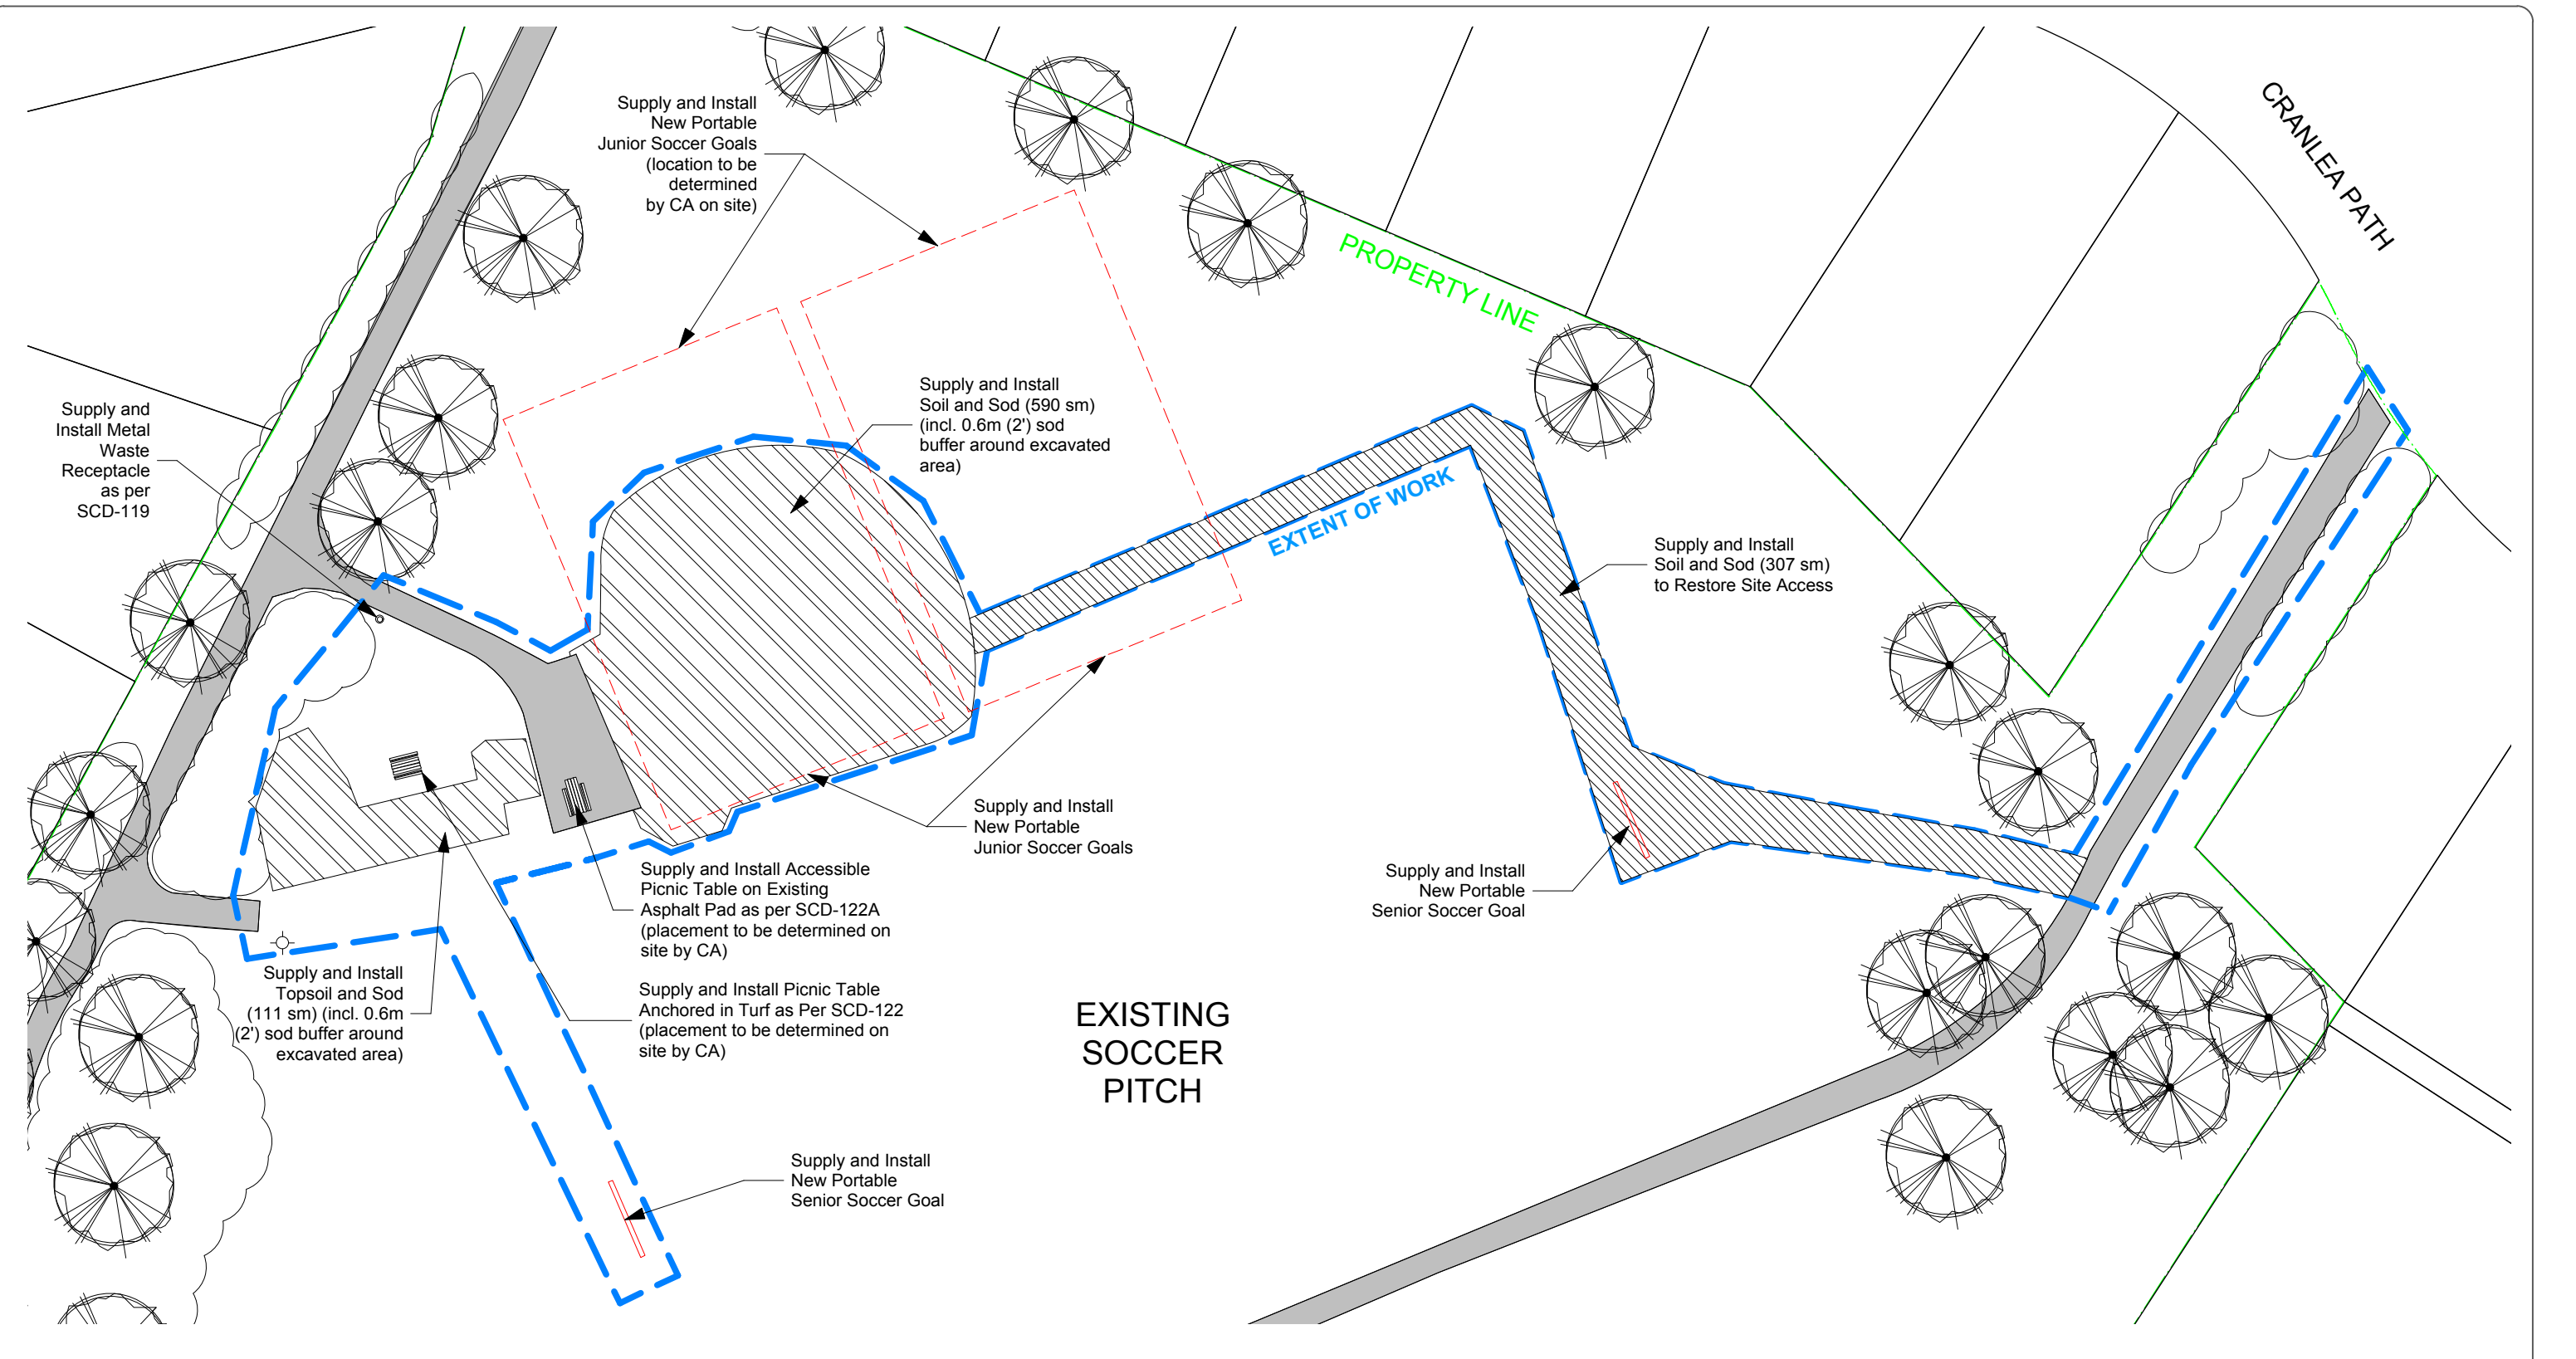 Supply and Install
New Portable
Junior Soccer Goals
(location to be
determined
by CA on site)
CRANLEA PATH
PROPERTY LINE
Supply and
Install Metal
Waste
Receptacle
as per
SCD-119
Supply and Install
Soil and Sod (590 sm)
(incl. 0.6m (2') sod
buffer around excavated
area)
EXTENT OF WORK
Supply and Install
Soil and Sod (307 sm)
to Restore Site Access
Supply and Install
New Portable
Junior Soccer Goals
Supply and Install Accessible
Picnic Table on Existing
Asphalt Pad as per SCD-122A
(placement to be determined on
site by CA)
Supply and Install
New Portable
Senior Soccer Goal
Supply and Install
Topsoil and Sod
(111 sm) (incl. 0.6m
(2') sod buffer around
excavated area)
Supply and Install Picnic Table
Anchored in Turf as Per SCD-122
(placement to be determined on
site by CA)
EXISTING
SOCCER
PITCH
Supply and Install
New Portable
Senior Soccer Goal